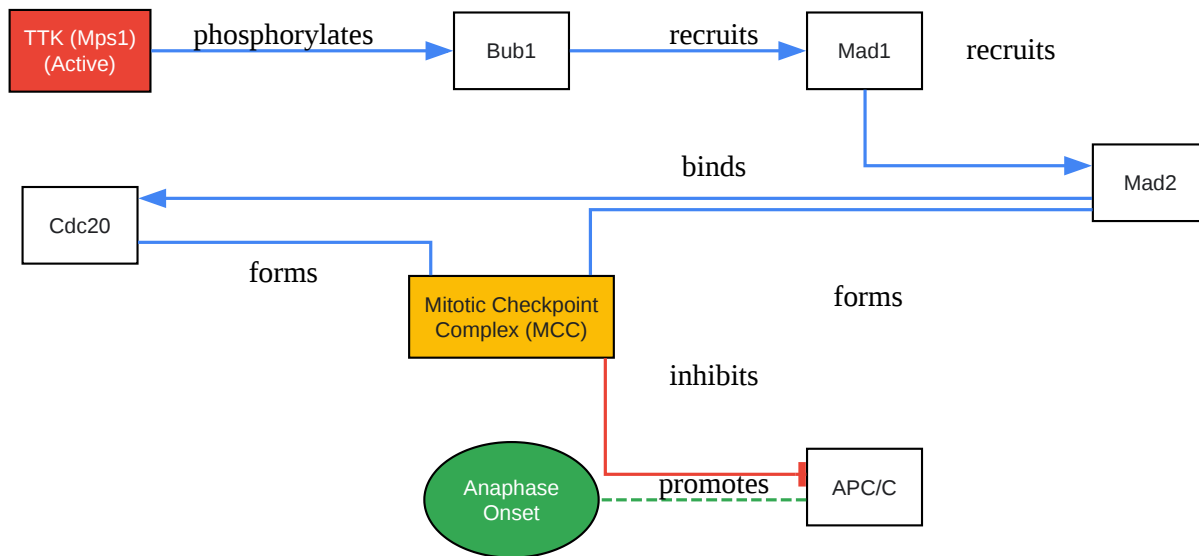 TTK (Mps1)
(Active)
phosphorylates
Bub1
recruits
Mad1
recruits
binds
Mad2
Cdc20
forms
Mitotic Checkpoint
Complex (MCC)
forms
inhibits
Anaphase
Onset
promotes
APC/C